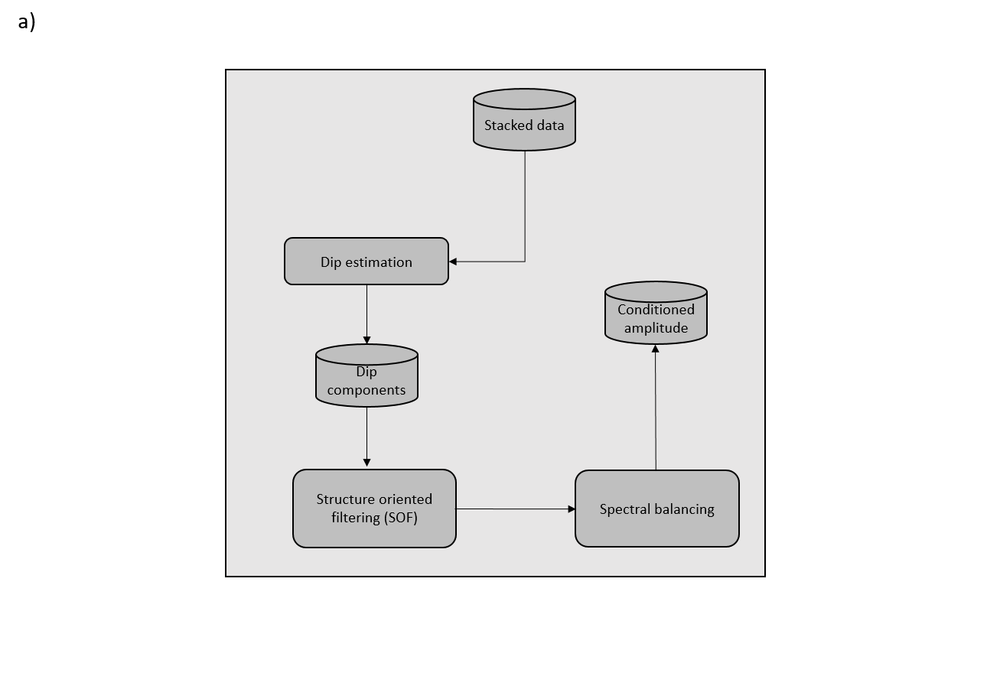 a)
Stacked data
Dip estimation
Conditioned
amplitude
Dip
components
Structure oriented
filtering (SOF)
Spectral balancing